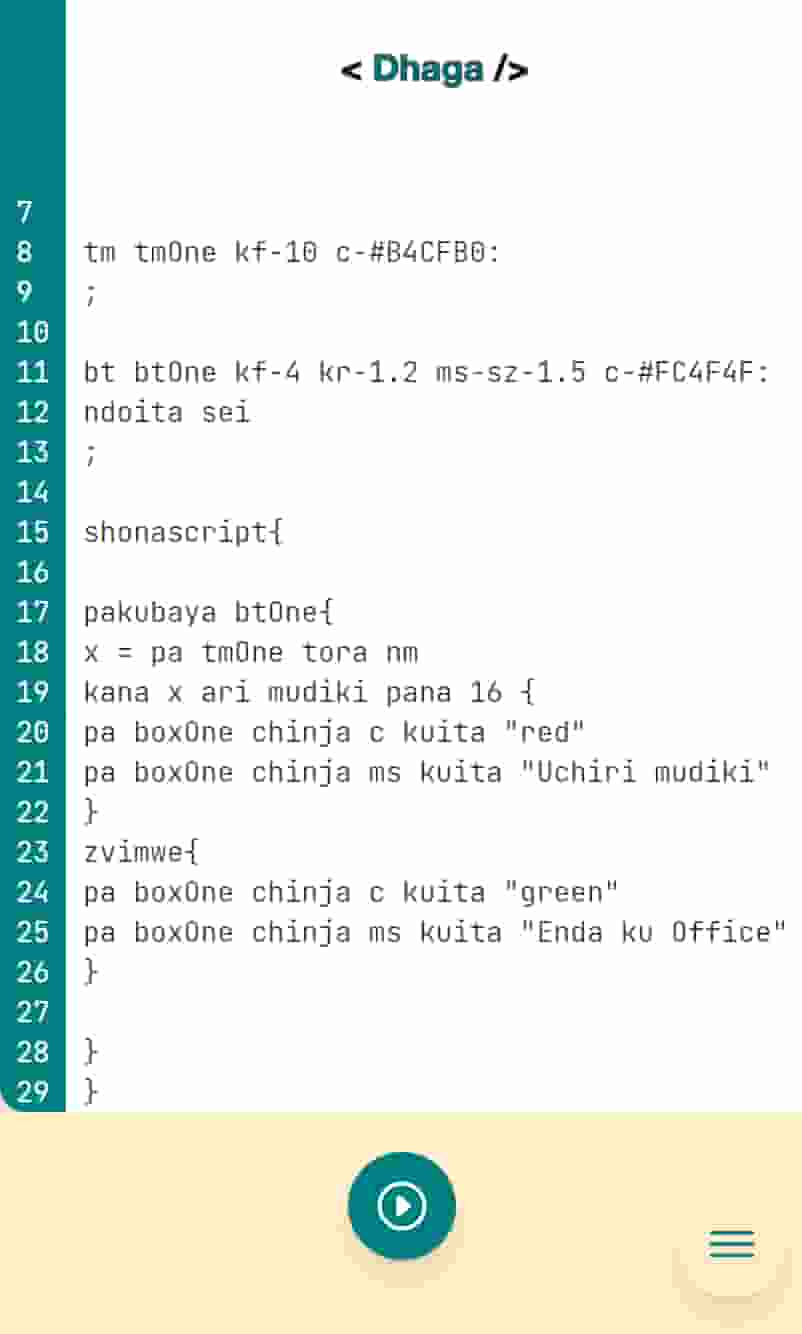 < Dhaga />
7
8 tm tmOne kf-10 c-#B4CFB0:
9 ;
10
11 bt btOne kf-4 kr-1.2 ms-sz-1.5 c-#FC4F4F:
12 ndoita sei
13 ;
14
15 shonascript{
16
17 pakubaya btOne{
18 x = pa tmOne tora nm
19 kana x ari mudiki pana 16 {
20 pa boxOne chinja c kuita "red"
21 pa boxOne chinja ms kuita "Uchiri mudiki"
22 }
23 zvimwe{
24 pa boxOne chinja c kuita "green"
25 pa boxOne chinja ms kuita "Enda ku Office"
26 }
27
28 }
29 }